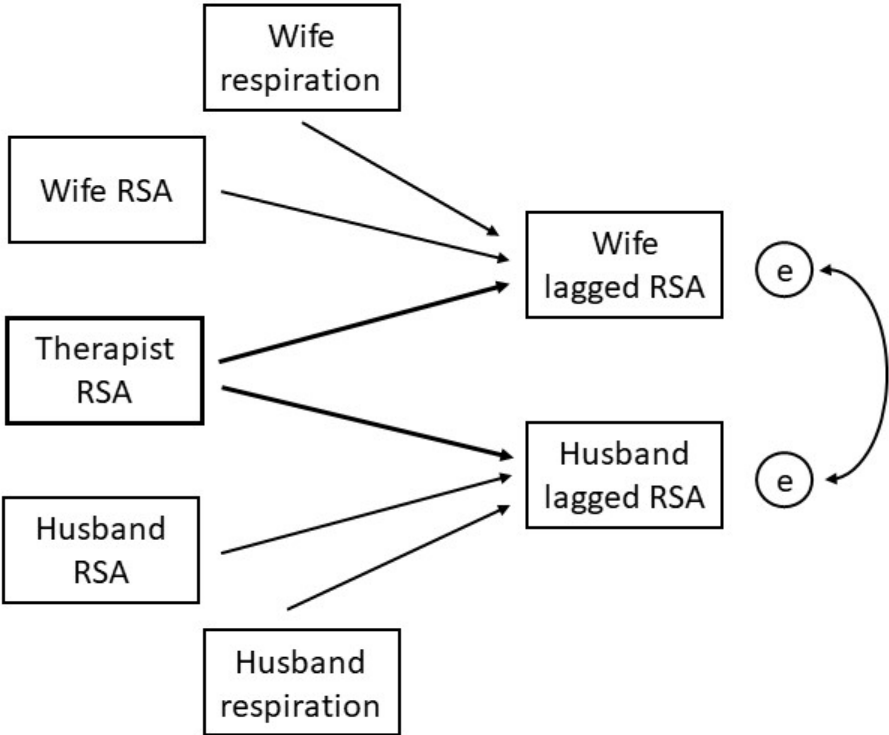 Wife
respiration
Wife RSA
Wife
lagged RSA
e
Therapist
RSA
Husband
lagged RSA
e
Husband
RSA
Husband
respiration